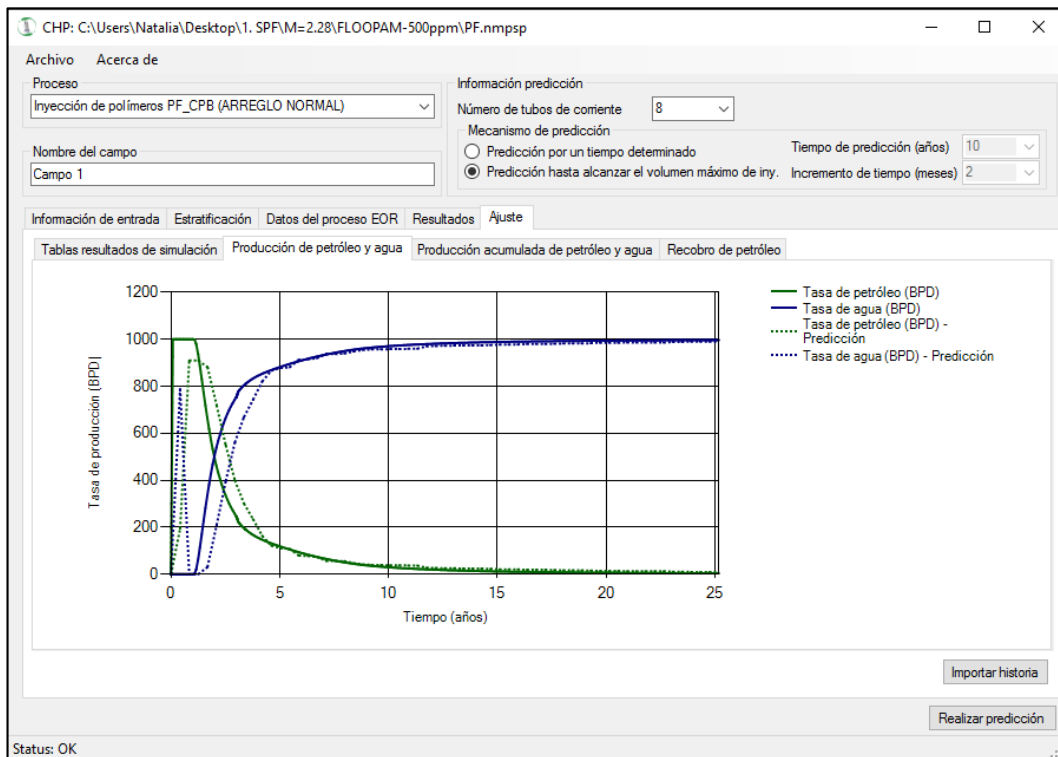 CHP: C:\Users\Natalia\Desktop\1. SPF\M=2.28\FLOOPAM-500ppm\PF.nmpsp
Archivo Acerca de
Proceso
Inyección de polímeros PF_CPB (ARREGLO NORMAL)
Nombre del campo
Campo 1
Información predicción
Número de tubos de corriente 8
Mecanismo de predicción
Predicción por un tiempo determinado
Predicción hasta alcanzar el volumen máximo de iny.
Tiempo de predicción (años) 10
Incremento de tiempo (meses) 2
Información de entrada Estratificación Datos del proceso EOR Resultados Ajuste
Tablas resultados de simulación Producción de petróleo y agua Producción acumulada de petróleo y agua Recobro de petróleo
Tasa de producción (BPD)
1200
1000
800
600
400
200
0
0 5 10 15 20 25
Tiempo (años)
Tasa de petróleo (BPD)
Tasa de agua (BPD)
Tasa de petróleo (BPD) -
Predicción
Tasa de agua (BPD) - Predicción
Importar historia
Realizar predicción
Status: OK